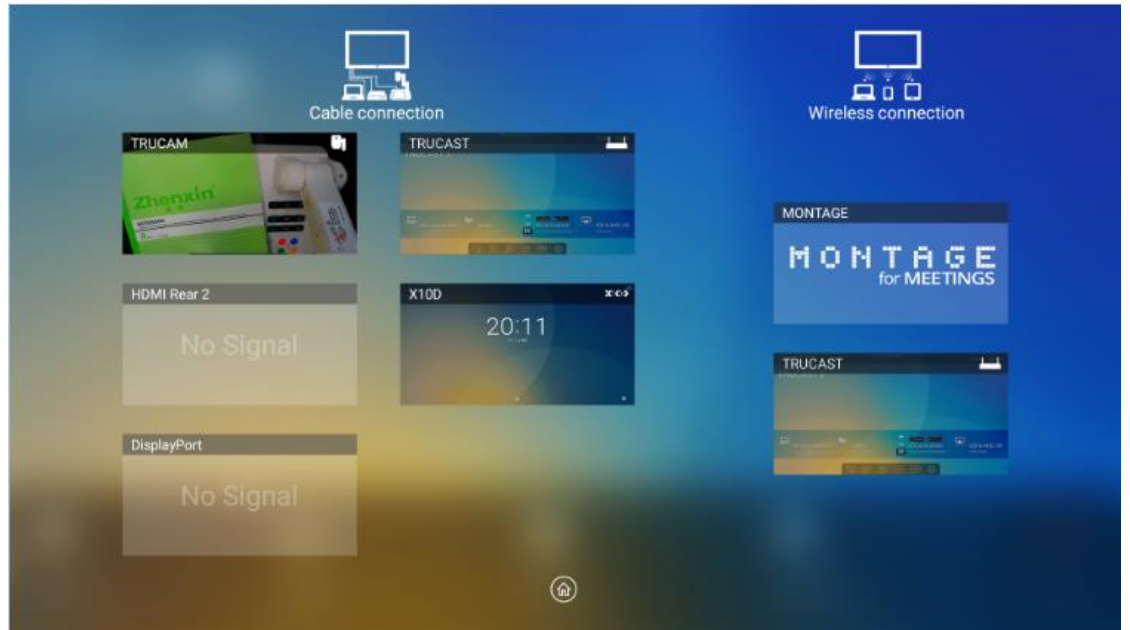 Cable connection
Wireless connection
TRUCAM
Zhenxin
TRUCAST
HDMI Rear 2
No Signal
X10D
20:11
DisplayPort
No Signal
MONTAGE
MONTAGE
for MEETINGS
TRUCAST